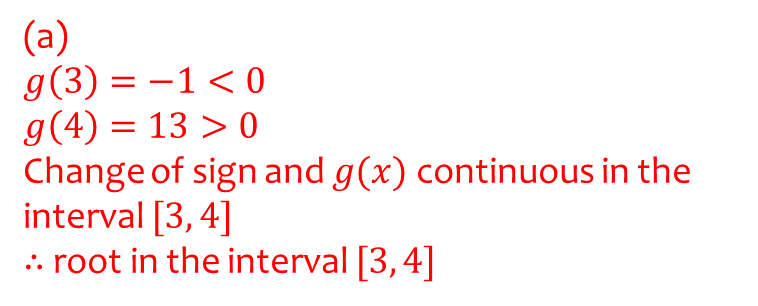 (a)
g(3) = −1 < 0
g(4) = 13 > 0
Change of sign and g(x) continuous in the
interval [3, 4]
∴ root in the interval [3, 4]